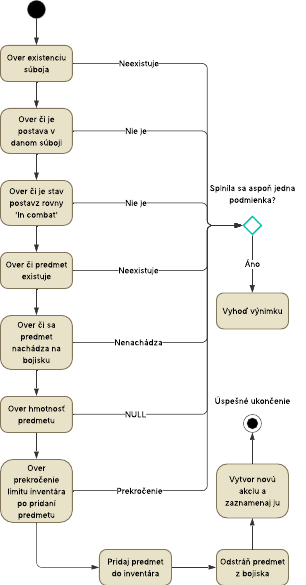 Over existenciu
súboja
Neexistuje
Over či je
postava v
danom súboji
Nie je
Over či je stav
postavz rovny
'In combat'
Nie je
Splnila sa aspoň jedna
podmienka?
Over či predmet
existuje
Neexistuje
Áno
Vyhoď výnimku
Over či sa
predmet
nachádza na
bojisku
Nenachádza
Over hmotnosť
predmetu
NULL
Úspešné ukončenie
Over
prekročenie
limitu inventára
po pridaní
predmetu
Prekročenie
Vytvor novú
akciu a
zaznamenaj ju
Pridaj predmet
do inventára
Odstráň predmet
z bojiska